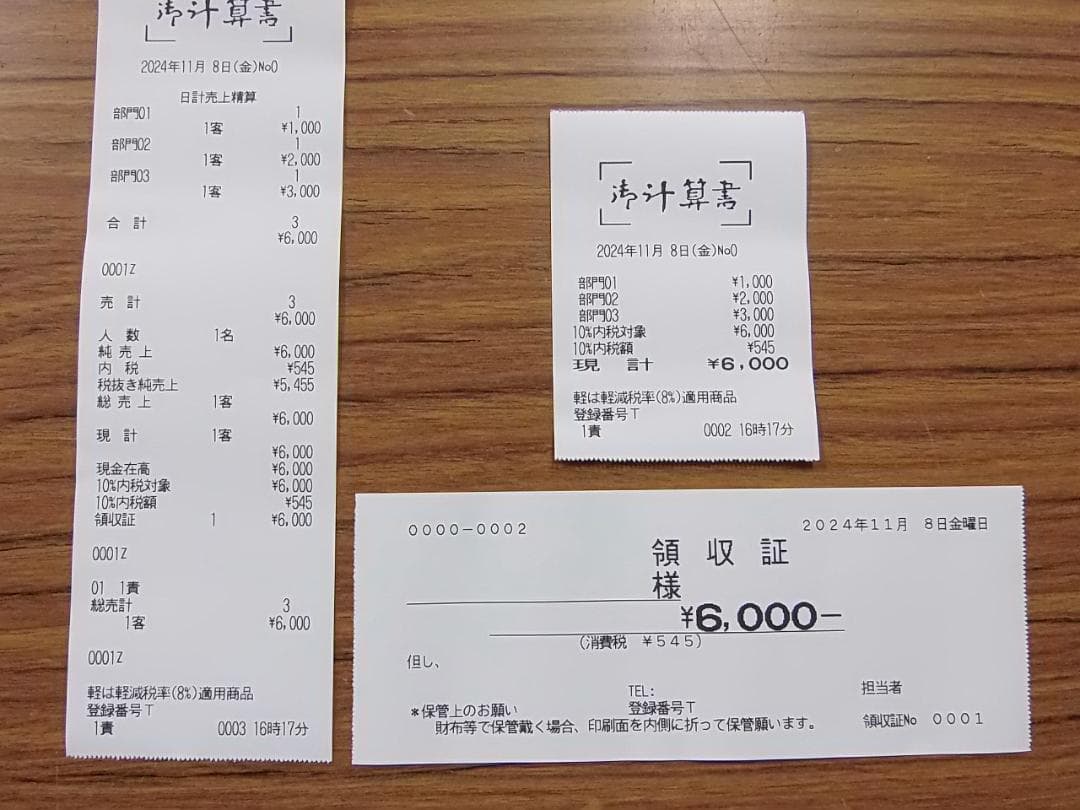 御計算書
2024年11月 8日(金)No0
日計売上精算
部門01 1
1客 ¥1,000
部門02 1
1客 ¥2,000
部門03 1
1客 ¥3,000
合 計 3
¥6,000
0001Z
売 計 3
¥6,000
人 数 1名
純 売 上 ¥6,000
内 税 ¥545
税抜き純売上 ¥5,455
総 売 上 1客
¥6,000
現 計 1客
¥6,000
現金在高 ¥6,000
10%内税対象 ¥6,000
10%内税額 ¥545
領収証 1 ¥6,000
0001Z
01 1責
総売計 3
1客 ¥6,000
0001Z
軽は軽減税率(8%)適用商品
登録番号T
1責 0003 16時17分
御計算書
2024年11月 8日(金)No0
部門01 ¥1,000
部門02 ¥2,000
部門03 ¥3,000
10%内税対象 ¥6,000
10%内税額 ¥545
現 計 ¥6,000
軽は軽減税率(8%)適用商品
登録番号T
1責 0002 16時17分
0000-0002 2024年11月 8日金曜日
領 収 証
様
¥6,000-
(消費税 ¥545)
但し、
TEL: 担当者
*保管上のお願い 登録番号T
財布等で保管戴く場合、印刷面を内側に折って保管願います。 領収証No 0001